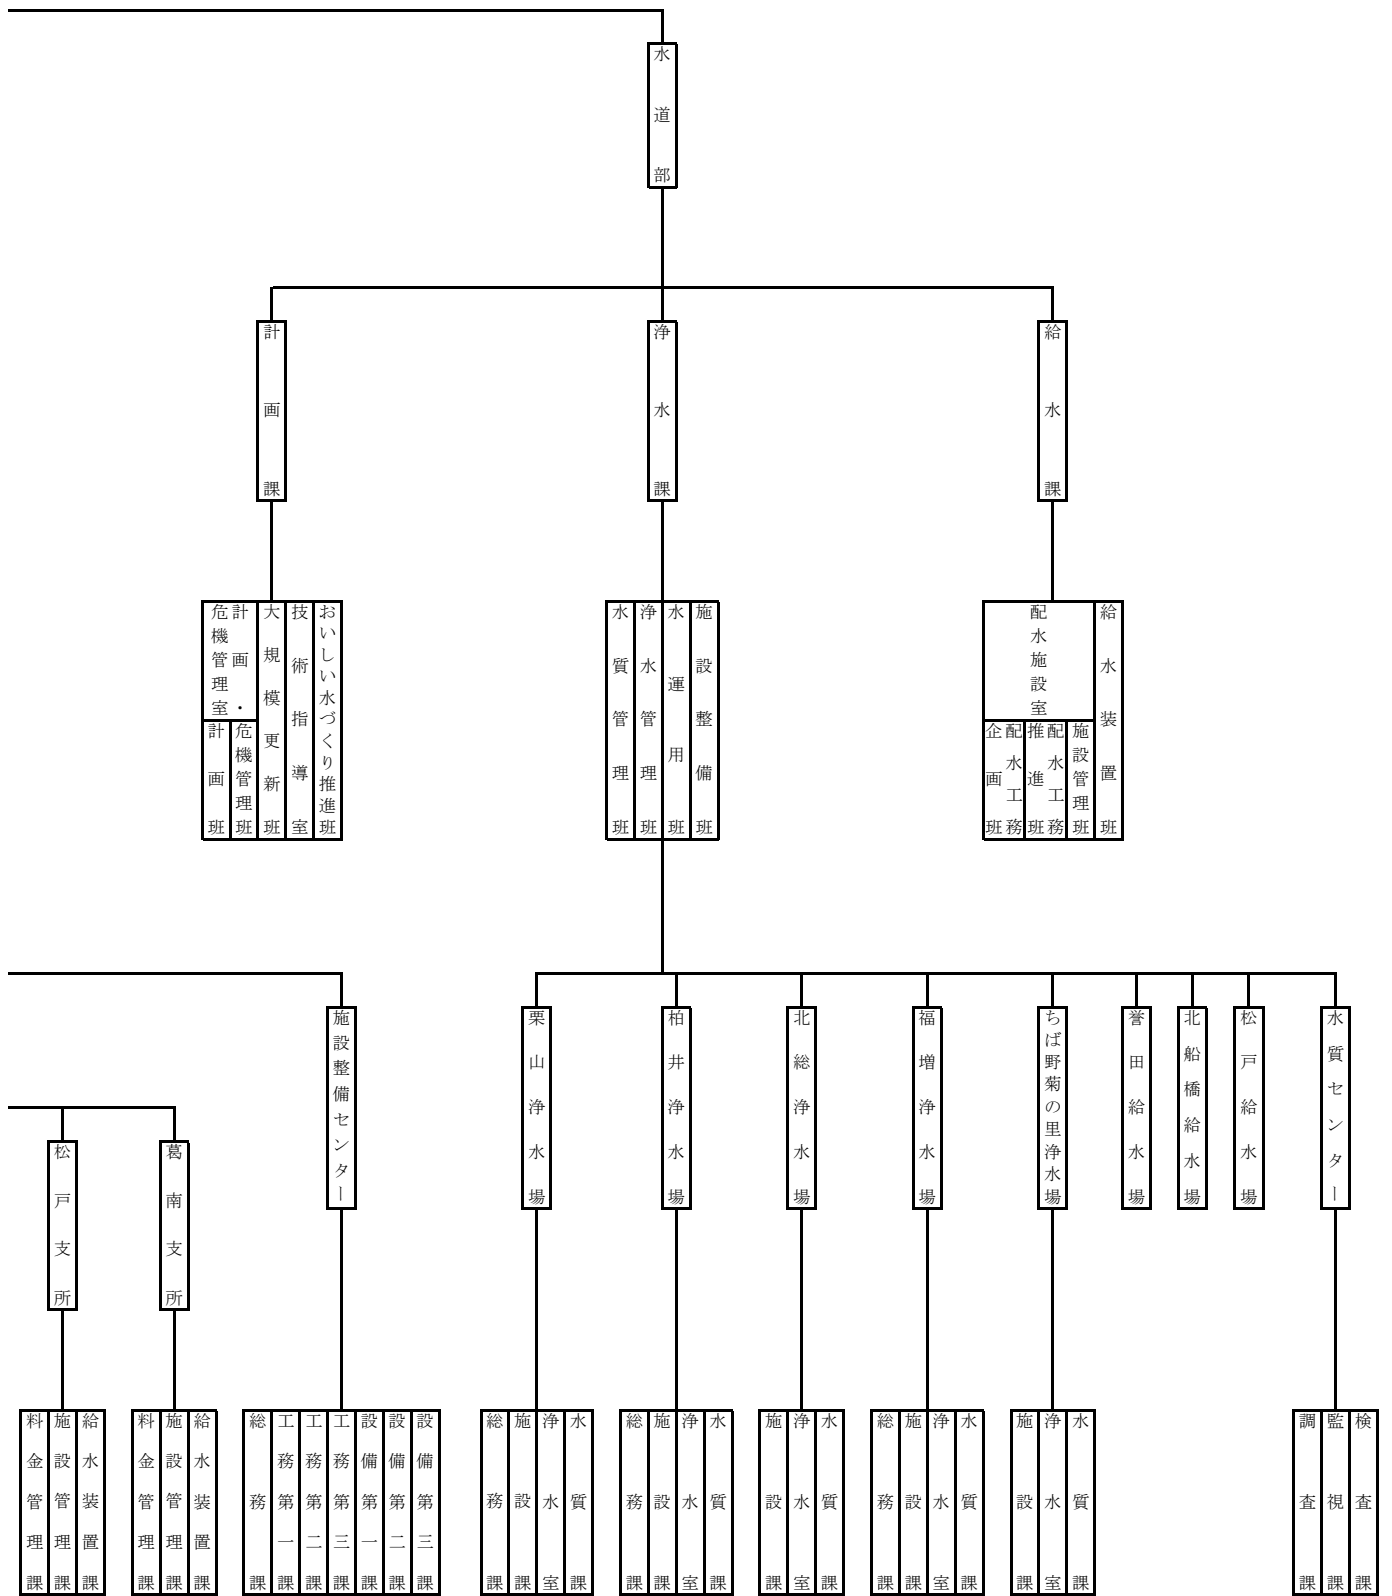 水道部
計画課
浄水課
給水課
計画・
危機管理室
計画班
危機管理班
大規模更新班
技術指導室
おいしい水づくり推進班
水質管理班
浄水管理班
水運用班
施設整備班
配水施設室
配水工務
企画班
配水工務
推進班
施設管理班
給水装置班
施設整備センター
栗山浄水場
柏井浄水場
北総浄水場
福増浄水場
ちば野菊の里浄水場
誉田給水場
北船橋給水場
松戸給水場
水質センター
松戸支所
葛南支所
料金管理課
施設管理課
給水装置課
料金管理課
施設管理課
給水装置課
総務課
工務第一課
工務第二課
工務第三課
設備第一課
設備第二課
設備第三課
総務課
施設課
浄水室
水質課
総務課
施設課
浄水室
水質課
施設課
浄水室
水質課
総務課
施設課
浄水室
水質課
施設課
浄水室
水質課
調査課
監視課
検査課